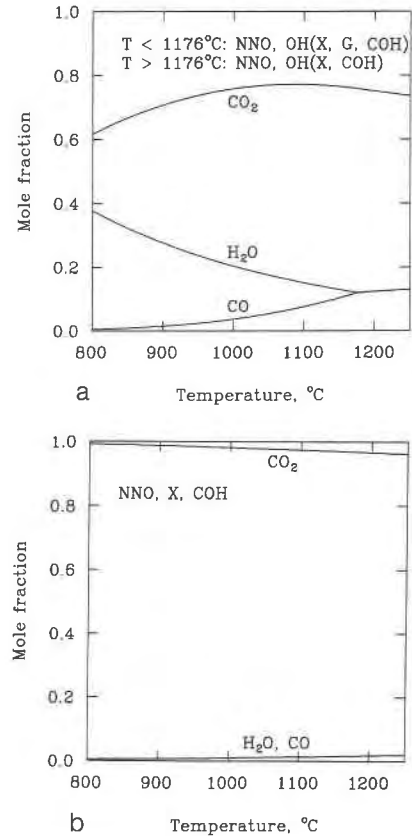 1.0
T < 1176°C: NNO, OH(X, G, COH)
T > 1176°C: NNO, OH(X, COH)
0.8
CO₂
0.6
Mole fraction
0.4
H₂O
0.2
CO
0.0
800 900 1000 1100 1200
a
Temperature, °C
1.0
CO₂
NNO, X, COH
0.8
0.6
Mole fraction
0.4
0.2
H₂O, CO
0.0
800 900 1000 1100 1200
b
Temperature, °C